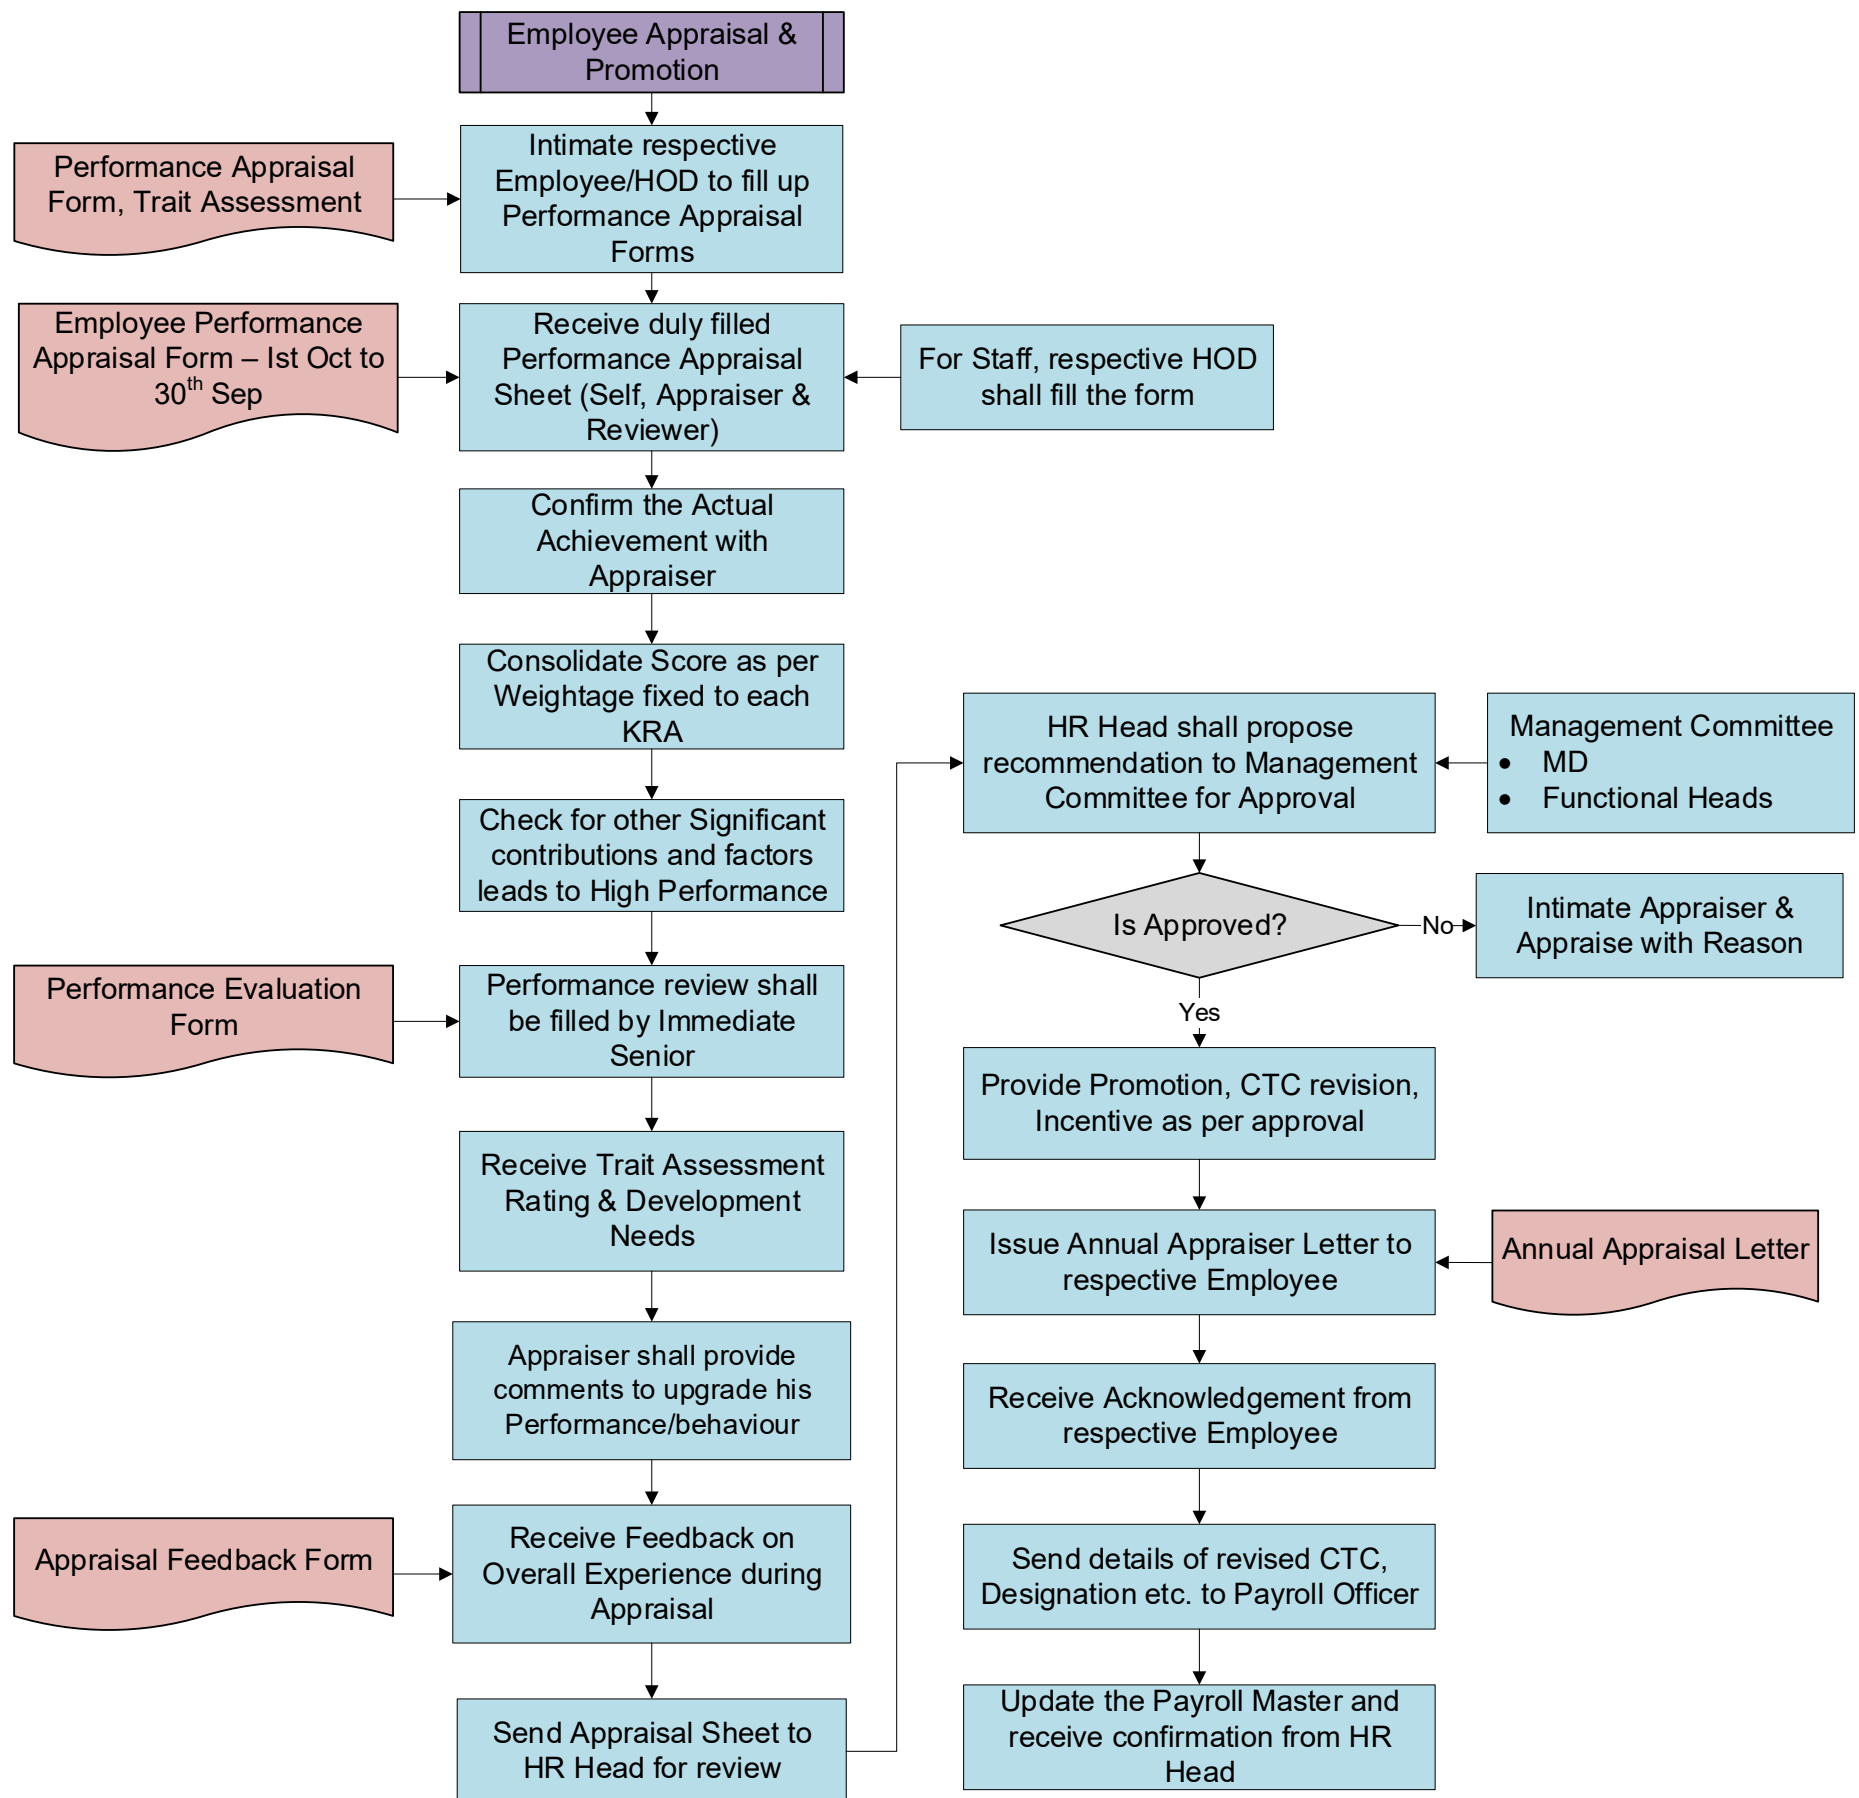 Employee Appraisal &
Promotion
Performance Appraisal
Form, Trait Assessment
Intimate respective
Employee/HOD to fill up
Performance Appraisal
Forms
Employee Performance
Appraisal Form – Ist Oct to
30th Sep
Receive duly filled
Performance Appraisal
Sheet (Self, Appraiser &
Reviewer)
For Staff, respective HOD
shall fill the form
Confirm the Actual
Achievement with
Appraiser
Consolidate Score as per
Weightage fixed to each
KRA
Check for other Significant
contributions and factors
leads to High Performance
Performance Evaluation
Form
Performance review shall
be filled by Immediate
Senior
Receive Trait Assessment
Rating & Development
Needs
Appraiser shall provide
comments to upgrade his
Performance/behaviour
Appraisal Feedback Form
Receive Feedback on
Overall Experience during
Appraisal
Send Appraisal Sheet to
HR Head for review
HR Head shall propose
recommendation to Management
Committee for Approval
Management Committee
• MD
• Functional Heads
Is Approved?
No
Intimate Appraiser &
Appraise with Reason
Yes
Provide Promotion, CTC revision,
Incentive as per approval
Issue Annual Appraiser Letter to
respective Employee
Annual Appraisal Letter
Receive Acknowledgement from
respective Employee
Send details of revised CTC,
Designation etc. to Payroll Officer
Update the Payroll Master and
receive confirmation from HR
Head